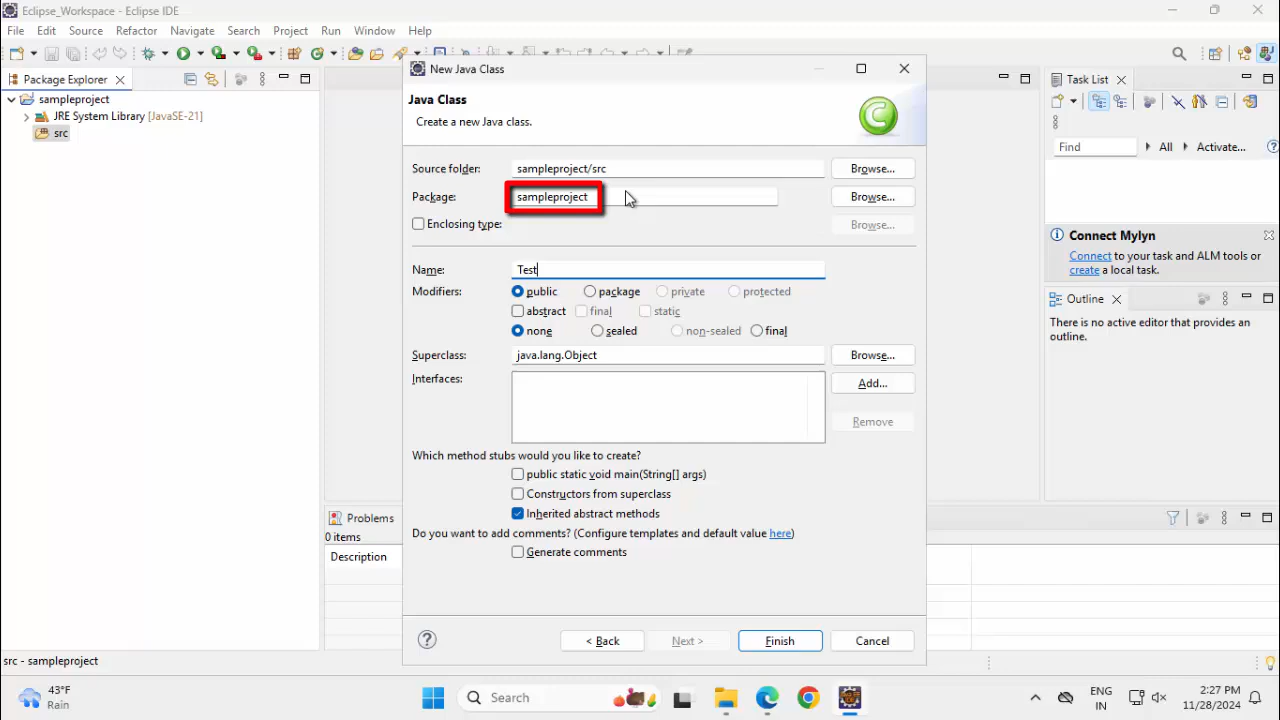 Eclipse_Workspace - Eclipse IDE
File Edit Source Refactor Navigate Search Project Run Window Help
Package Explorer
sampleproject
JRE System Library [JavaSE-21]
src
New Java Class
Java Class
Create a new Java class.
Source folder: sampleproject/src Browse...
Package: sampleproject Browse...
Enclosing type: Browse...
Name: Test
Modifiers: public package private protected
abstract final static
none sealed non-sealed final
Superclass: java.lang.Object Browse...
Interfaces: Add...
Remove
Which method stubs would you like to create?
public static void main(String[] args)
Constructors from superclass
Inherited abstract methods
Do you want to add comments? (Configure templates and default value here)
Generate comments
< Back Next > Finish Cancel
Task List
Find All Activate...
Connect Mylyn
Connect to your task and ALM tools or
create a local task.
Outline
There is no active editor that provides an
outline.
Problems
0 items
Description
src - sampleproject
43°F
Rain
Search
ENG
IN
2:27 PM
11/28/2024